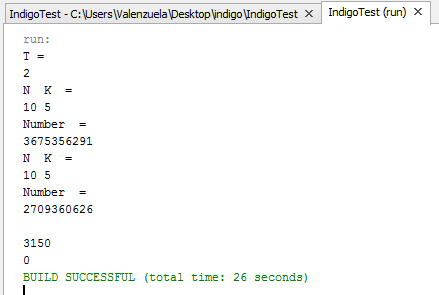 IndigoTest - C:\Users\Valenzuela\Desktop\indigo\IndigoTest × IndigoTest (run) ×
run:
T =
2
N  K  =
10 5
Number  =
3675356291
N  K  =
10 5
Number  =
2709360626

3150
0
BUILD SUCCESSFUL (total time: 26 seconds)